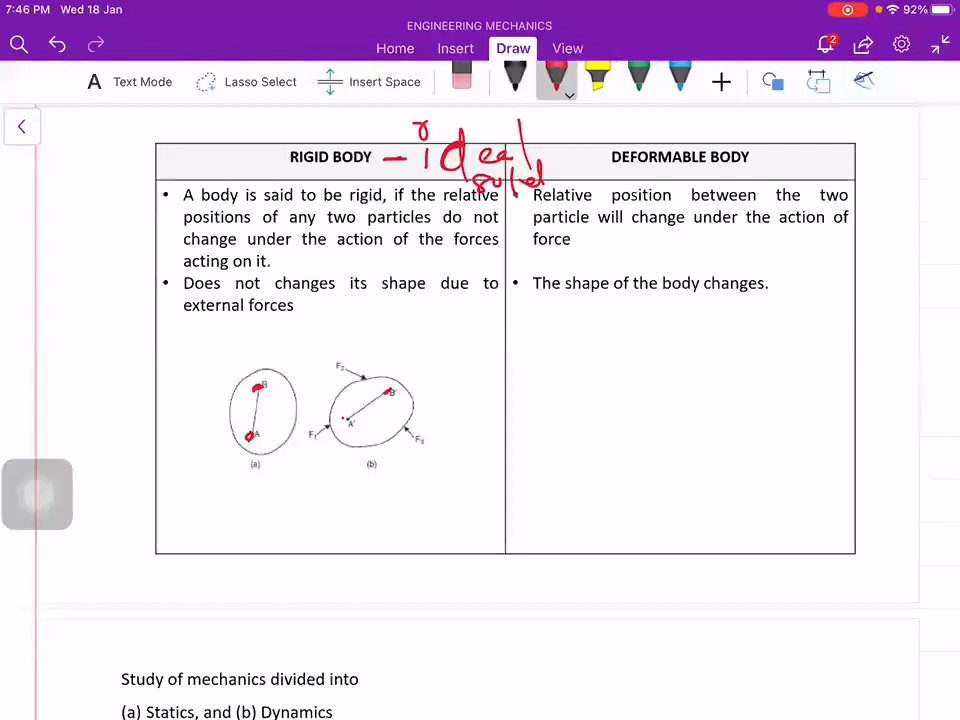 7:46 PM Wed 18 Jan
92%
ENGINEERING MECHANICS
Home Insert Draw View
2
A Text Mode Lasso Select Insert Space
RIGID BODY – ideal
solid
DEFORMABLE BODY
• A body is said to be rigid, if the relative
positions of any two particles do not
change under the action of the forces
acting on it.
• Does not changes its shape due to
external forces
Relative position between the two
particle will change under the action of
force
• The shape of the body changes.
F₂
B
B'
A
A'
F₁
F₃
(a)
(b)
Study of mechanics divided into
(a) Statics, and (b) Dynamics